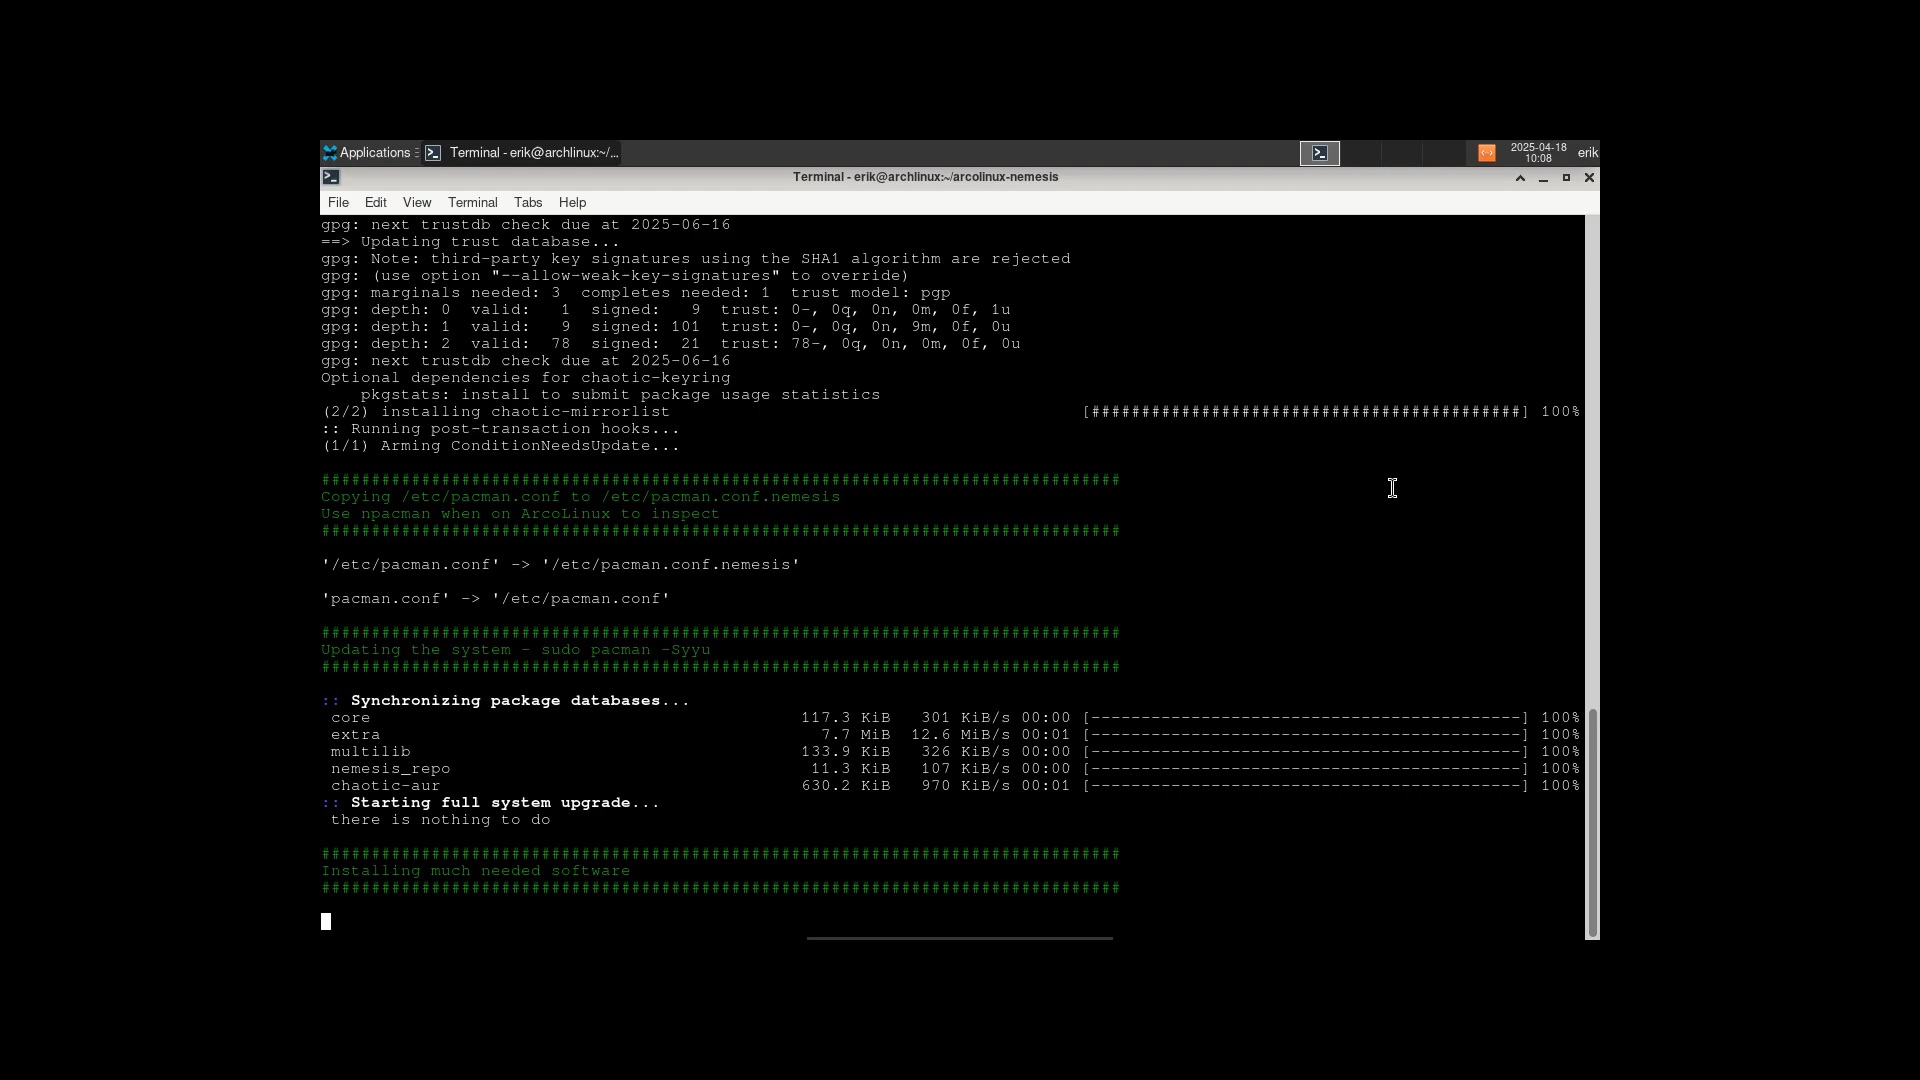 Applications
Terminal - erik@archlinux:~/...
2025-04-18
10:08
erik
Terminal - erik@archlinux:~/arcolinux-nemesis
File Edit View Terminal Tabs Help
gpg: next trustdb check due at 2025-06-16
==> Updating trust database...
gpg: Note: third-party key signatures using the SHA1 algorithm are rejected
gpg: (use option "--allow-weak-key-signatures" to override)
gpg: marginals needed: 3  completes needed: 1  trust model: pgp
gpg: depth: 0  valid:   1  signed:   9  trust: 0-, 0q, 0n, 0m, 0f, 1u
gpg: depth: 1  valid:   9  signed: 101  trust: 0-, 0q, 0n, 9m, 0f, 0u
gpg: depth: 2  valid:  78  signed:  21  trust: 78-, 0q, 0n, 0m, 0f, 0u
gpg: next trustdb check due at 2025-06-16
Optional dependencies for chaotic-keyring
    pkgstats: install to submit package usage statistics
(2/2) installing chaotic-mirrorlist [###########################################] 100%
:: Running post-transaction hooks...
(1/1) Arming ConditionNeedsUpdate...
################################################################################
Copying /etc/pacman.conf to /etc/pacman.conf.nemesis
Use npacman when on ArcoLinux to inspect
################################################################################
'/etc/pacman.conf' -> '/etc/pacman.conf.nemesis'
'pacman.conf' -> '/etc/pacman.conf'
################################################################################
Updating the system - sudo pacman -Syyu
################################################################################
:: Synchronizing package databases...
core 117.3 KiB 301 KiB/s 00:00 [-------------------------------------------] 100%
extra 7.7 MiB 12.6 MiB/s 00:01 [-------------------------------------------] 100%
multilib 133.9 KiB 326 KiB/s 00:00 [-------------------------------------------] 100%
nemesis_repo 11.3 KiB 107 KiB/s 00:00 [-------------------------------------------] 100%
chaotic-aur 630.2 KiB 970 KiB/s 00:01 [-------------------------------------------] 100%
:: Starting full system upgrade...
there is nothing to do
################################################################################
Installing much needed software
################################################################################